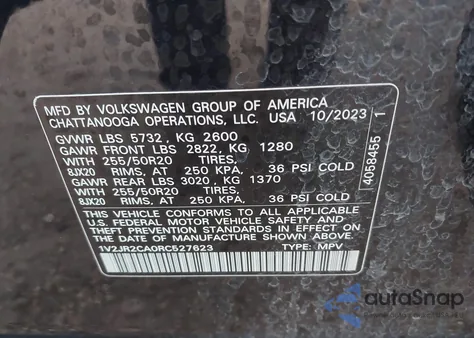 MFD BY VOLKSWAGEN GROUP OF AMERICA
CHATTANOOGA OPERATIONS, LLC. USA 10/2023
GVWR LBS 5732, KG 2600
GAWR FRONT LBS 2822, KG 1280
WITH 255/50R20 TIRES,
8JX20 RIMS, AT 250 KPA, 36 PSI COLD
GAWR REAR LBS 3020, KG 1370
WITH 255/50R20 TIRES,
8JX20 RIMS, AT 250 KPA, 36 PSI COLD
THIS VEHICLE CONFORMS TO ALL APPLICABLE
U.S. FEDERAL MOTOR VEHICLE SAFETY AND
THEFT PREVENTION STANDARDS IN EFFECT
ON THE DATE OF MANUFACTURE SHOWN ABOVE.
1V2JR2CA0RC527623 TYPE: MPV
4058455 1
autoSnap